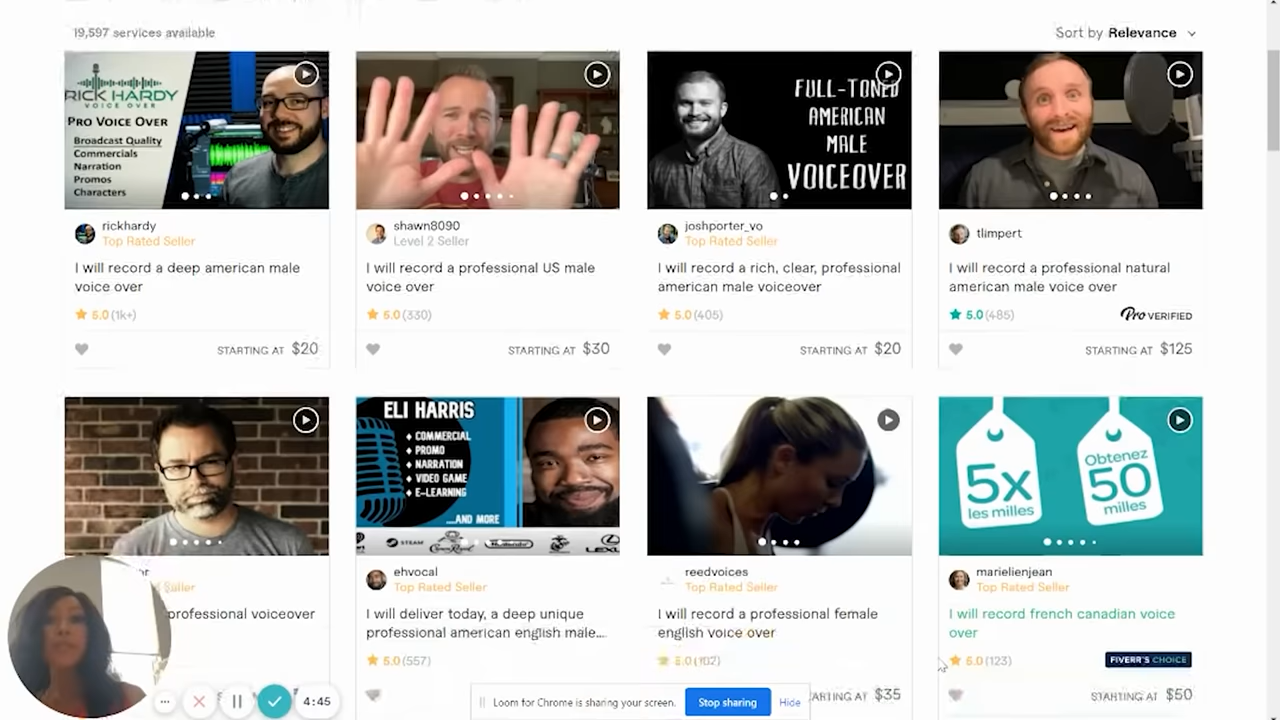 19,597 services available
Sort by Relevance
RICK HARDY
VOICE OVER
PRO VOICE OVER
Broadcast Quality
Commercials
Narration
Promos
Characters
FULL-TONED
AMERICAN
MALE
VOICEOVER
rickhardy
Top Rated Seller
I will record a deep american male
voice over
5.0 (1k+)
STARTING AT $20
shawn8090
Level 2 Seller
I will record a professional US male
voice over
5.0 (330)
STARTING AT $30
joshporter_vo
Top Rated Seller
I will record a rich, clear, professional
american male voiceover
5.0 (405)
STARTING AT $20
tlimpert
I will record a professional natural
american male voice over
5.0 (485)
Pro VERIFIED
STARTING AT $125
professional voiceover
ELI HARRIS
♦ COMMERCIAL
♦ PROMO
♦ NARRATION
♦ VIDEO GAME
♦ E-LEARNING
...AND MORE
STEAM
LEXU
ehvocal
Top Rated Seller
I will deliver today, a deep unique
professional american english male...
5.0 (557)
reedvoices
Top Rated Seller
I will record a professional female
english voice over
5.0
$35
5x
les milles
Obtenez
50
milles
marielienjean
Top Rated Seller
I will record french canadian voice
over
5.0 (123)
FIVERR'S CHOICE
STARTING AT $50
4:45
Loom for Chrome is sharing your screen.
Stop sharing
Hide